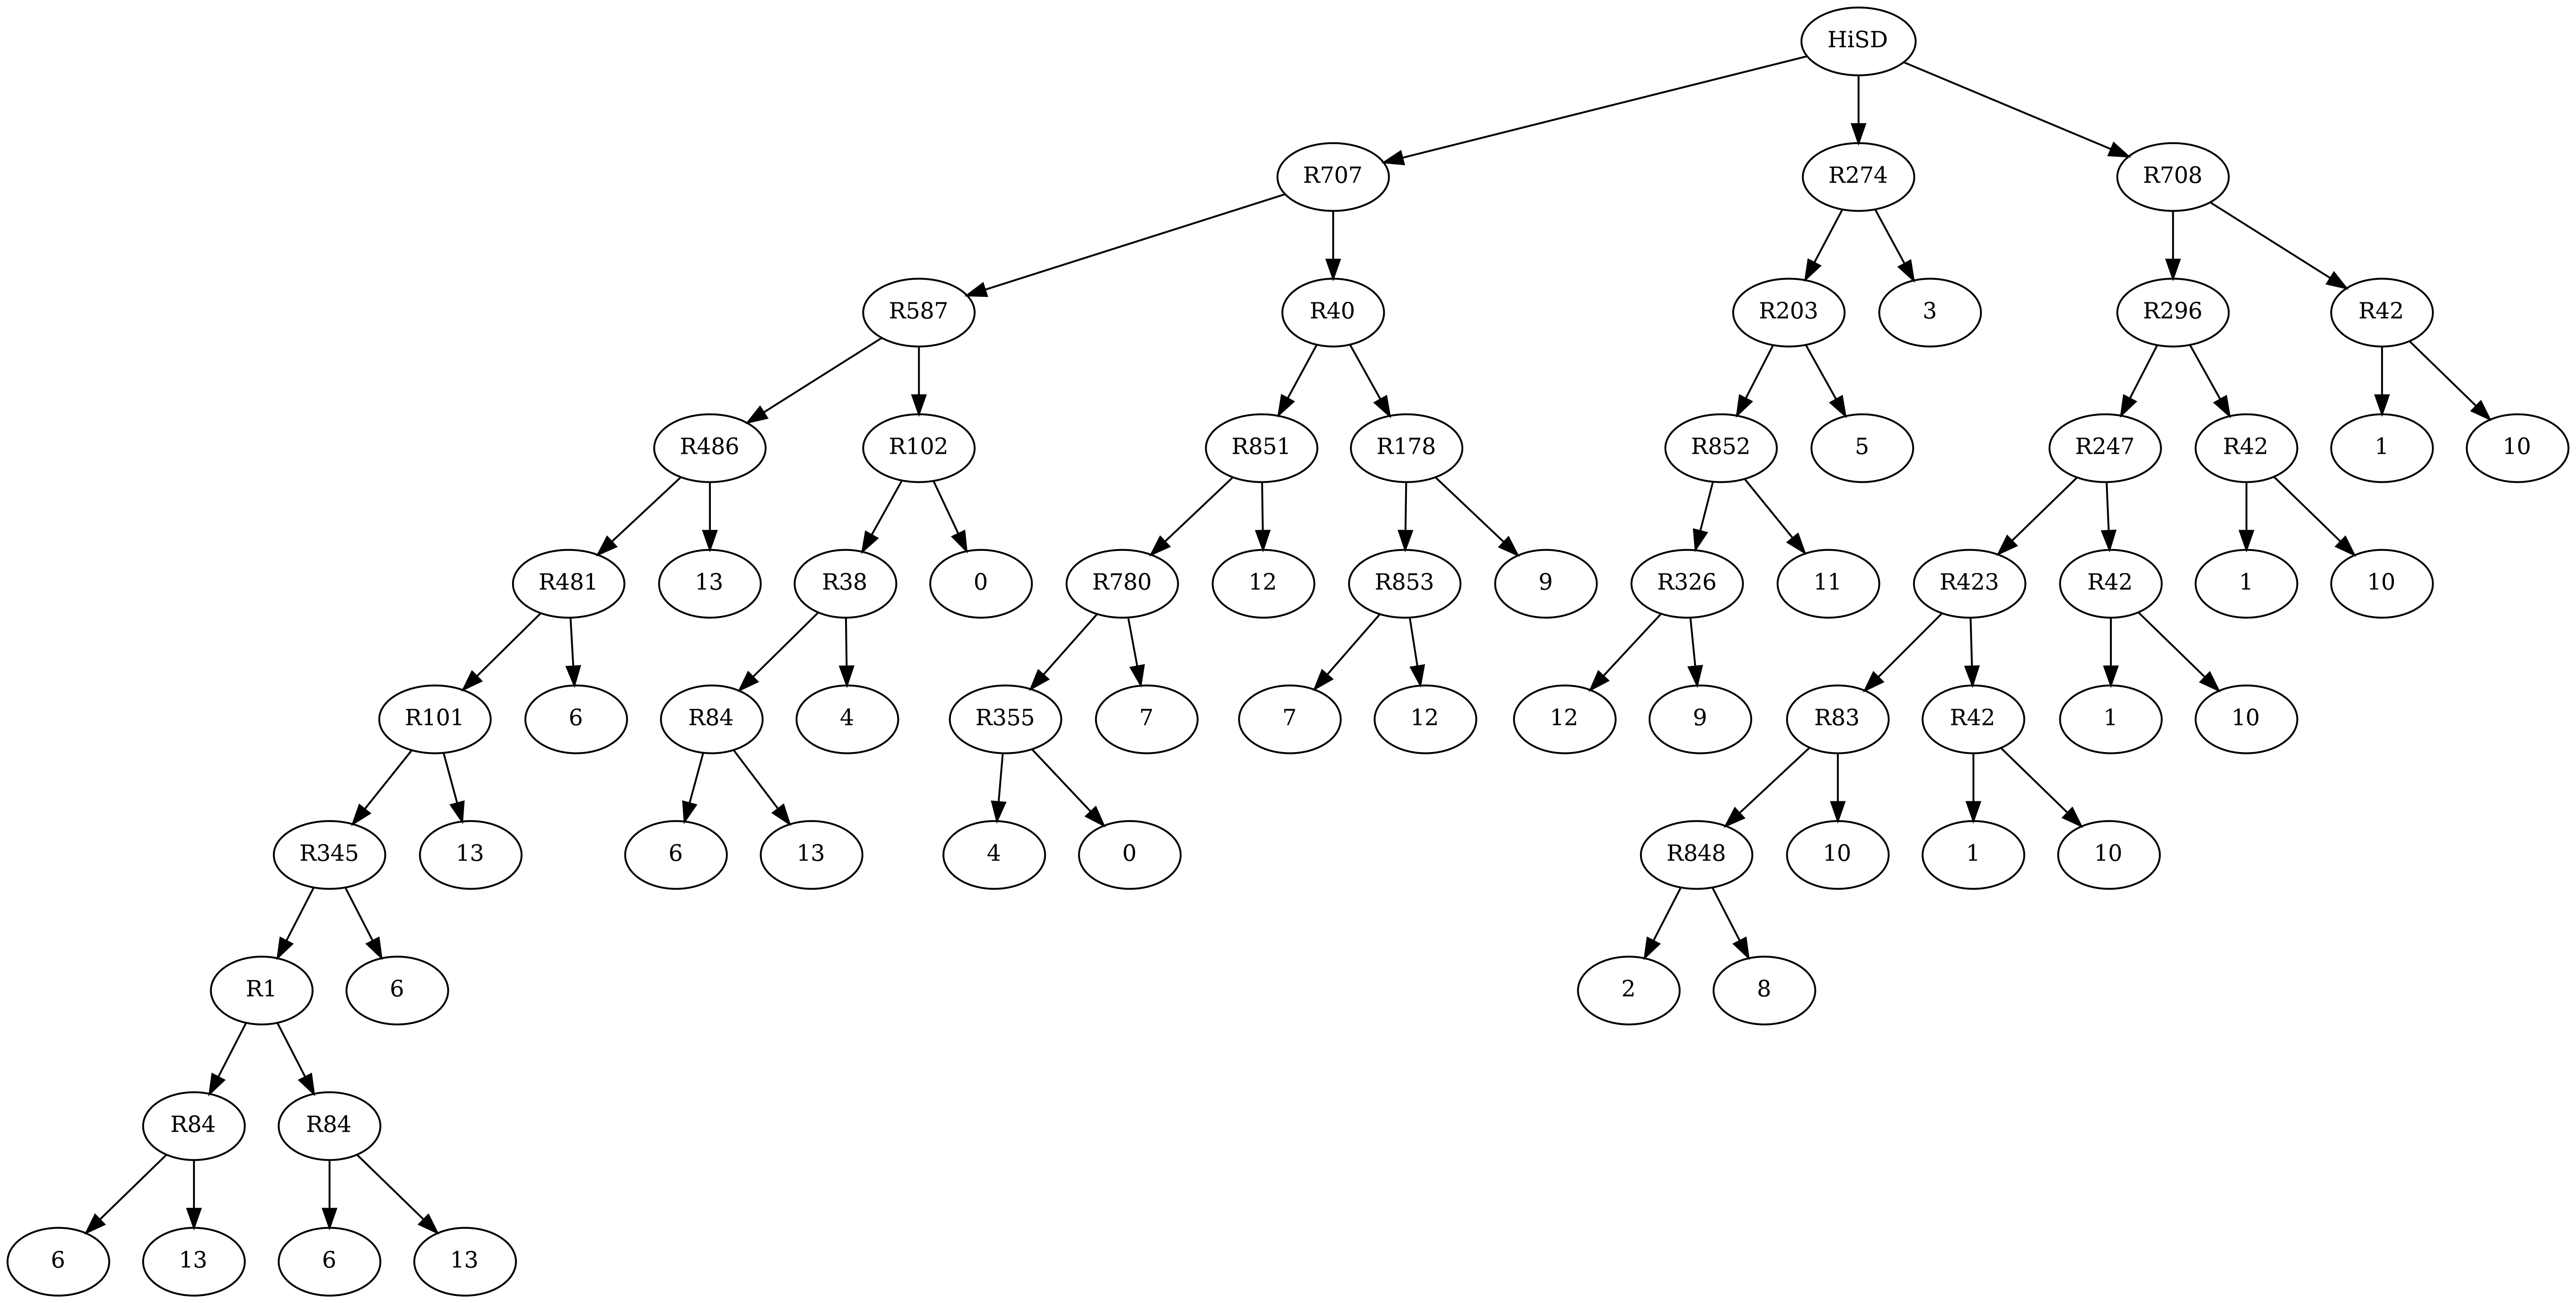 HiSD
R707 R274 R708
R587 R40 R203 3 R296 R42
R486 R102 R851 R178 R852 5 R247 R42 1 10
R481 13 R38 0 R780 12 R853 9 R326 11 R423 R42 1 10
R101 6 R84 4 R355 7 7 12 12 9 R83 R42 1 10
R345 13 6 13 4 0 R848 10 1 10
R1 6 2 8
R84 R84
6 13 6 13